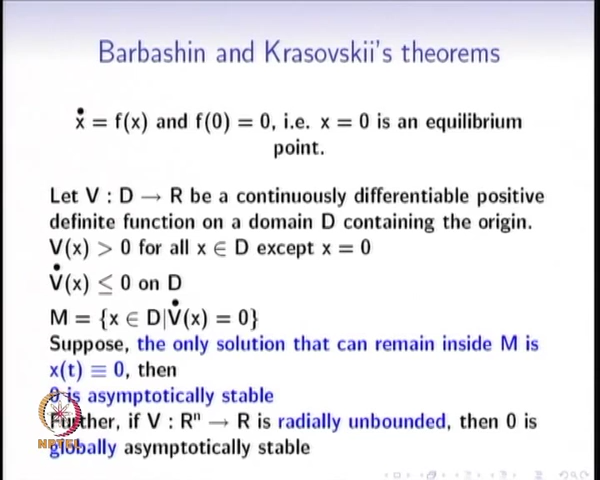 Barbashin and Krasovskii's theorems
ẋ = f(x) and f(0) = 0, i.e. x = 0 is an equilibrium
point.
Let V : D → R be a continuously differentiable positive
definite function on a domain D containing the origin.
V(x) > 0 for all x ∈ D except x = 0
V̇(x) ≤ 0 on D
M = {x ∈ D|V̇(x) = 0}
Suppose, the only solution that can remain inside M is
x(t) ≡ 0, then
0 is asymptotically stable
Further, if V : Rⁿ → R is radially unbounded, then 0 is
globally asymptotically stable
NPTEL